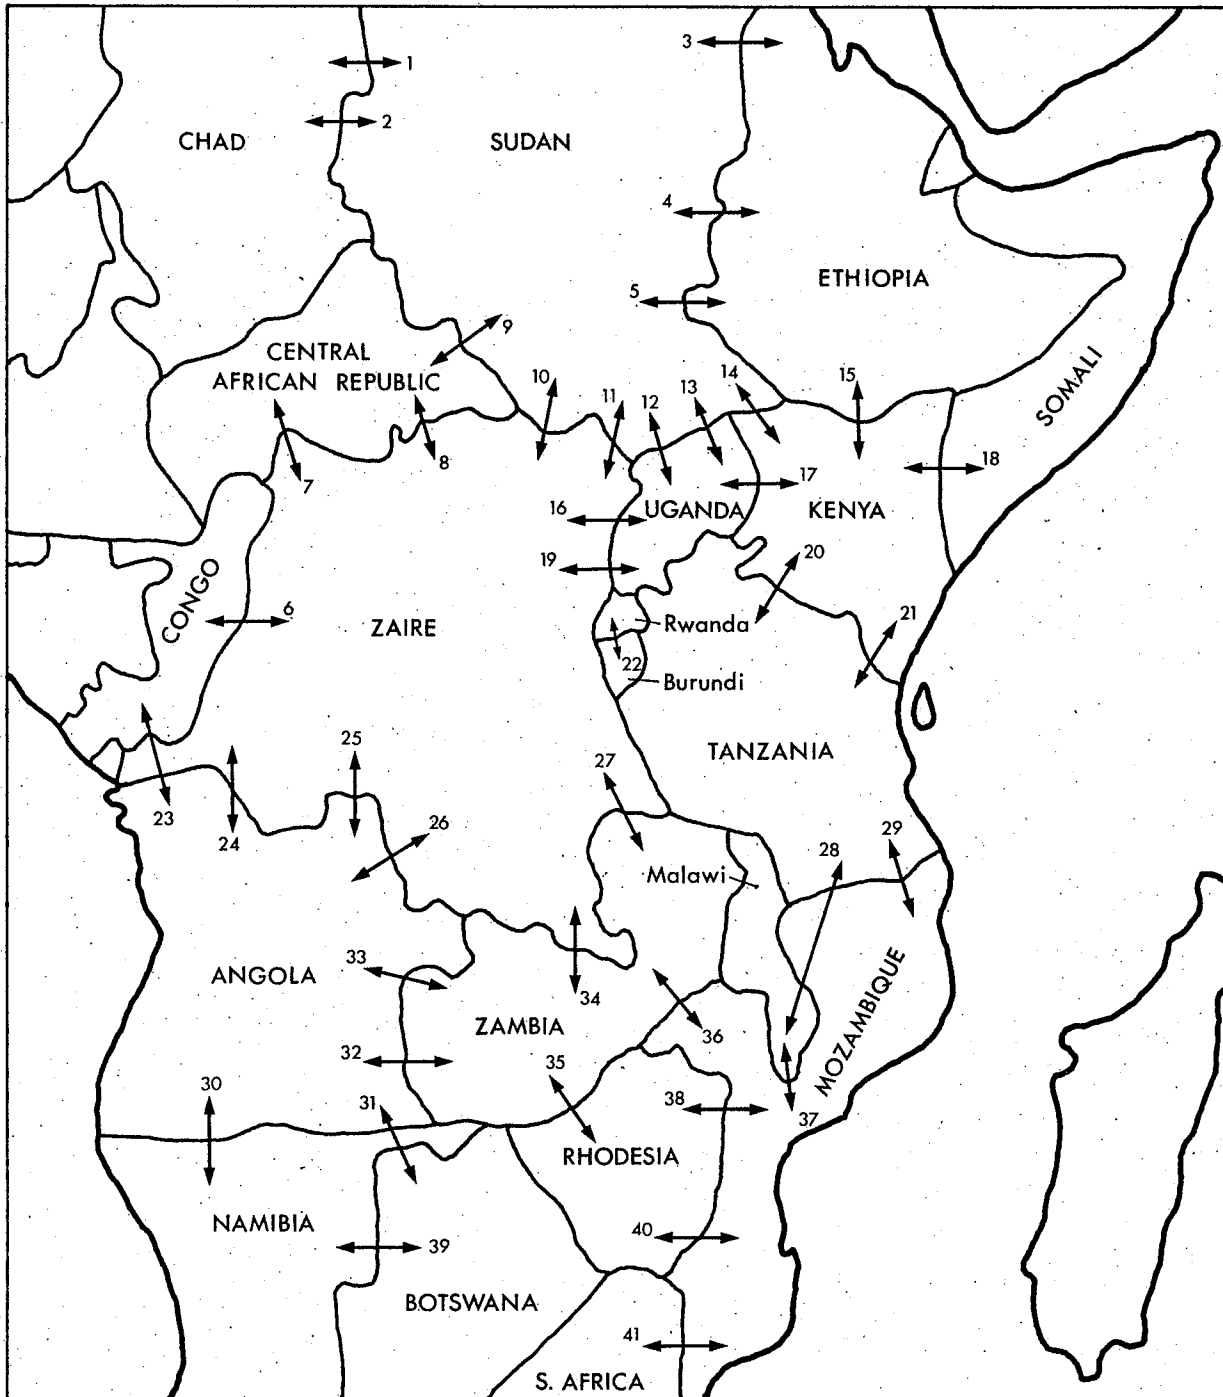 3
1
2
CHAD
SUDAN
4
ETHIOPIA
5
9
CENTRAL
AFRICAN REPUBLIC
SOMALI
10
11
12
13
14
15
7
8
16
UGANDA
17
KENYA
18
19
20
CONGO
6
ZAIRE
Rwanda
21
22
Burundi
TANZANIA
25
27
23
24
26
28
29
Malawi
ANGOLA
33
34
ZAMBIA
36
MOZAMBIQUE
32
35
30
31
38
37
RHODESIA
NAMIBIA
39
40
BOTSWANA
41
S. AFRICA